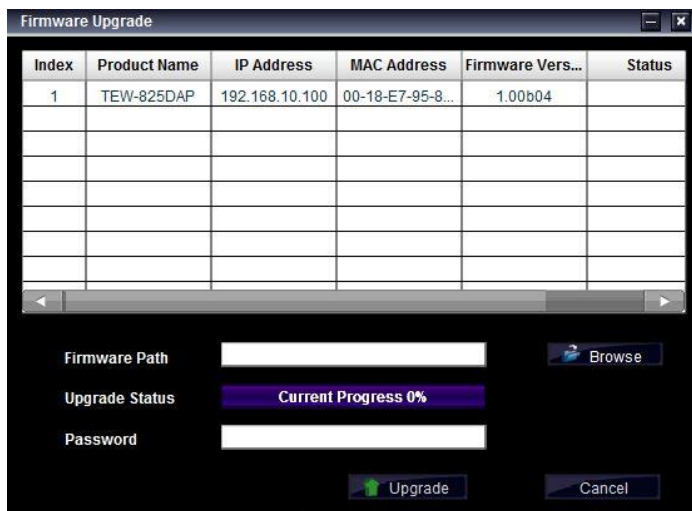 Firmware Upgrade
Index Product Name IP Address MAC Address Firmware Vers... Status
1 TEW-825DAP 192.168.10.100 00-18-E7-95-8... 1.00b04
Firmware Path Browse
Upgrade Status Current Progress 0%
Password
Upgrade Cancel